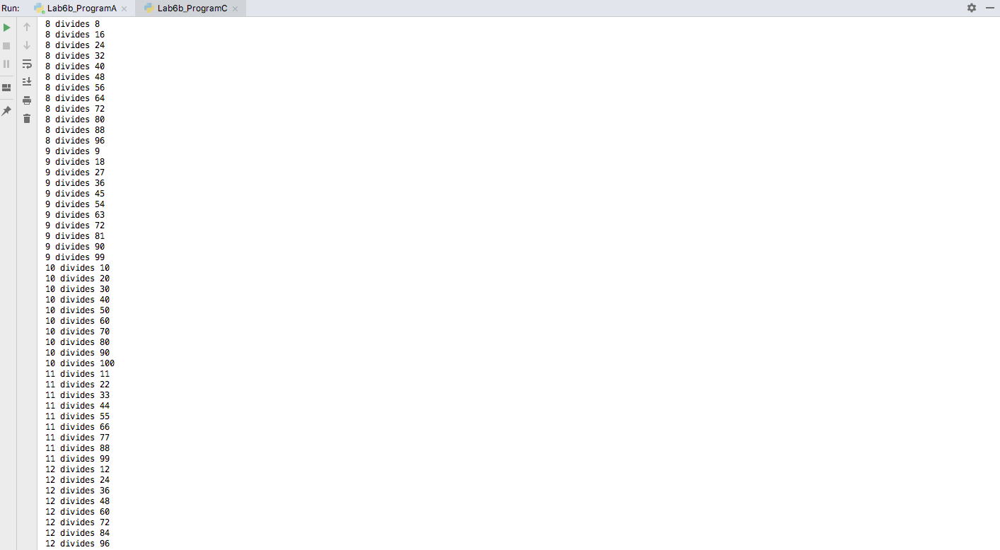 Run: Lab6b_ProgramA Lab6b_ProgramC
8 divides 8
8 divides 16
8 divides 24
8 divides 32
8 divides 40
8 divides 48
8 divides 56
8 divides 64
8 divides 72
8 divides 80
8 divides 88
8 divides 96
9 divides 9
9 divides 18
9 divides 27
9 divides 36
9 divides 45
9 divides 54
9 divides 63
9 divides 72
9 divides 81
9 divides 90
9 divides 99
10 divides 10
10 divides 20
10 divides 30
10 divides 40
10 divides 50
10 divides 60
10 divides 70
10 divides 80
10 divides 90
10 divides 100
11 divides 11
11 divides 22
11 divides 33
11 divides 44
11 divides 55
11 divides 66
11 divides 77
11 divides 88
11 divides 99
12 divides 12
12 divides 24
12 divides 36
12 divides 48
12 divides 60
12 divides 72
12 divides 84
12 divides 96